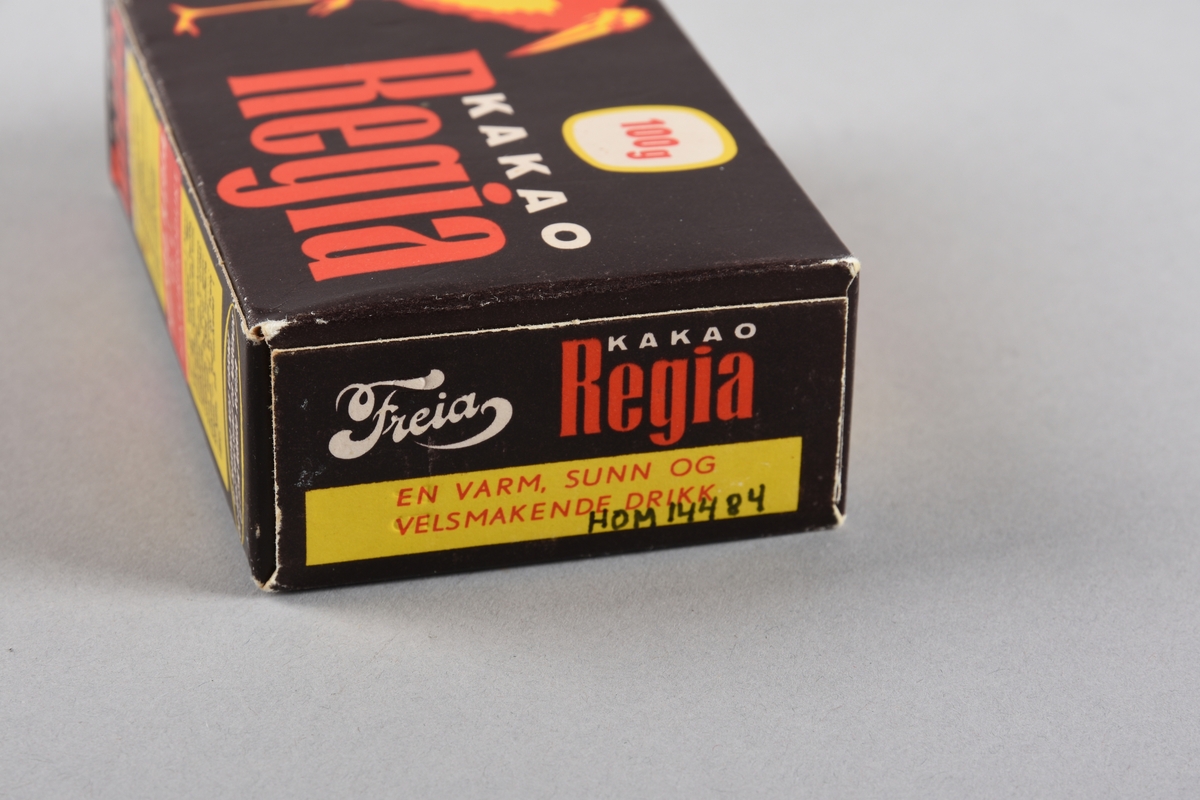 KAKAO
Regia
100g
Freia
KAKAO
Regia
EN VARM, SUNN OG
VELSMAKENDE DRIKK
HOM 14484